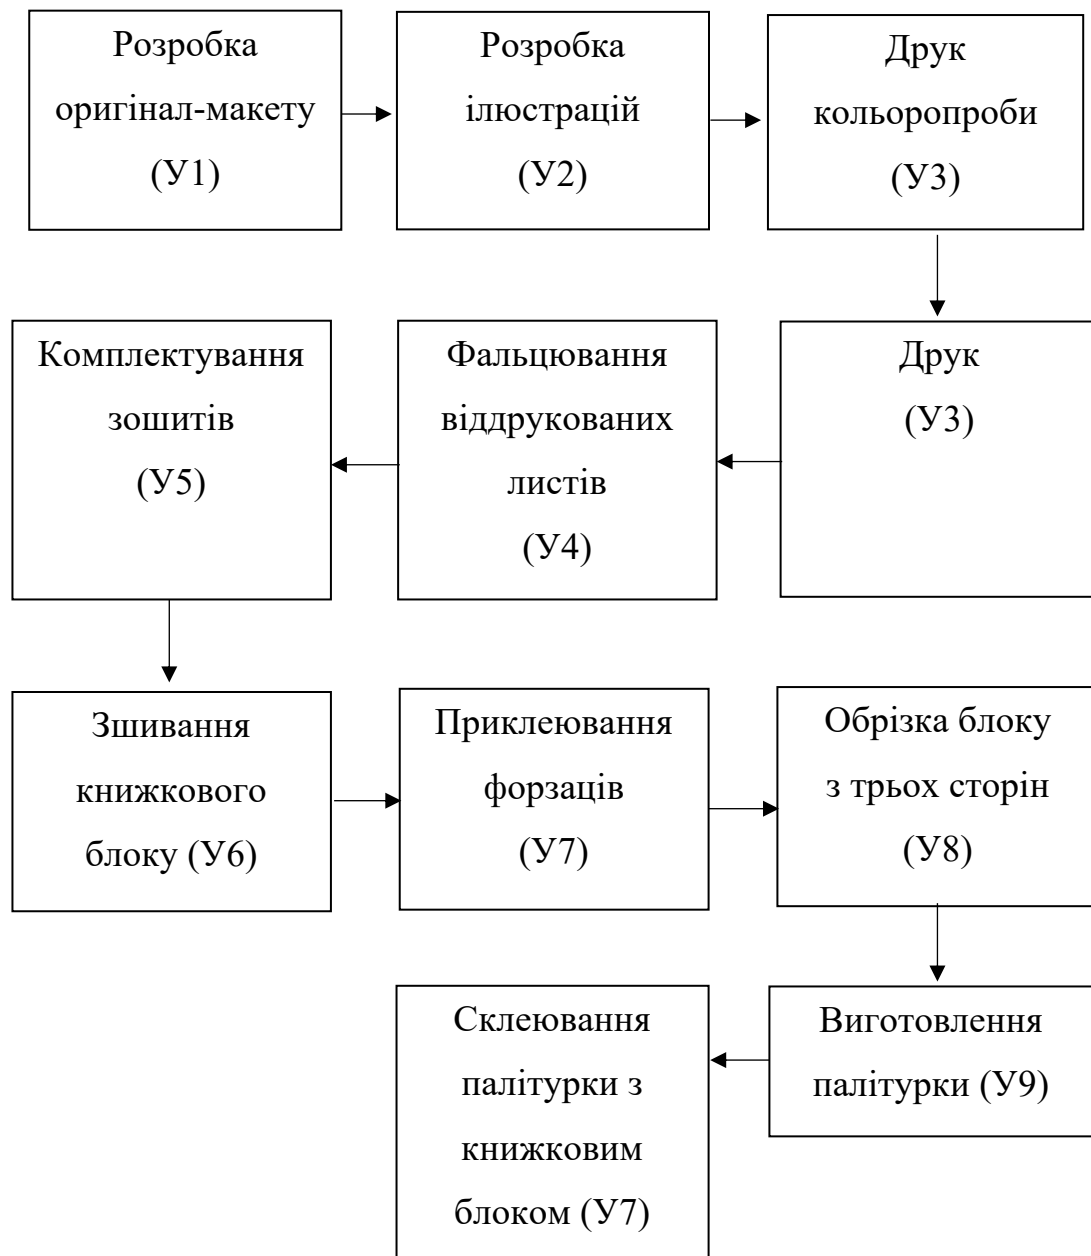 Розробка
оригінал-макету
(У1)
Розробка
ілюстрацій
(У2)
Друк
кольоропроби
(У3)
Друк
(У3)
Фальцювання
віддрукованих
листів
(У4)
Комплектування
зошитів
(У5)
Зшивання
книжкового
блоку (У6)
Приклеювання
форзаців
(У7)
Обрізка блоку
з трьох сторін
(У8)
Виготовлення
палітурки (У9)
Склеювання
палітурки з
книжковим
блоком (У7)